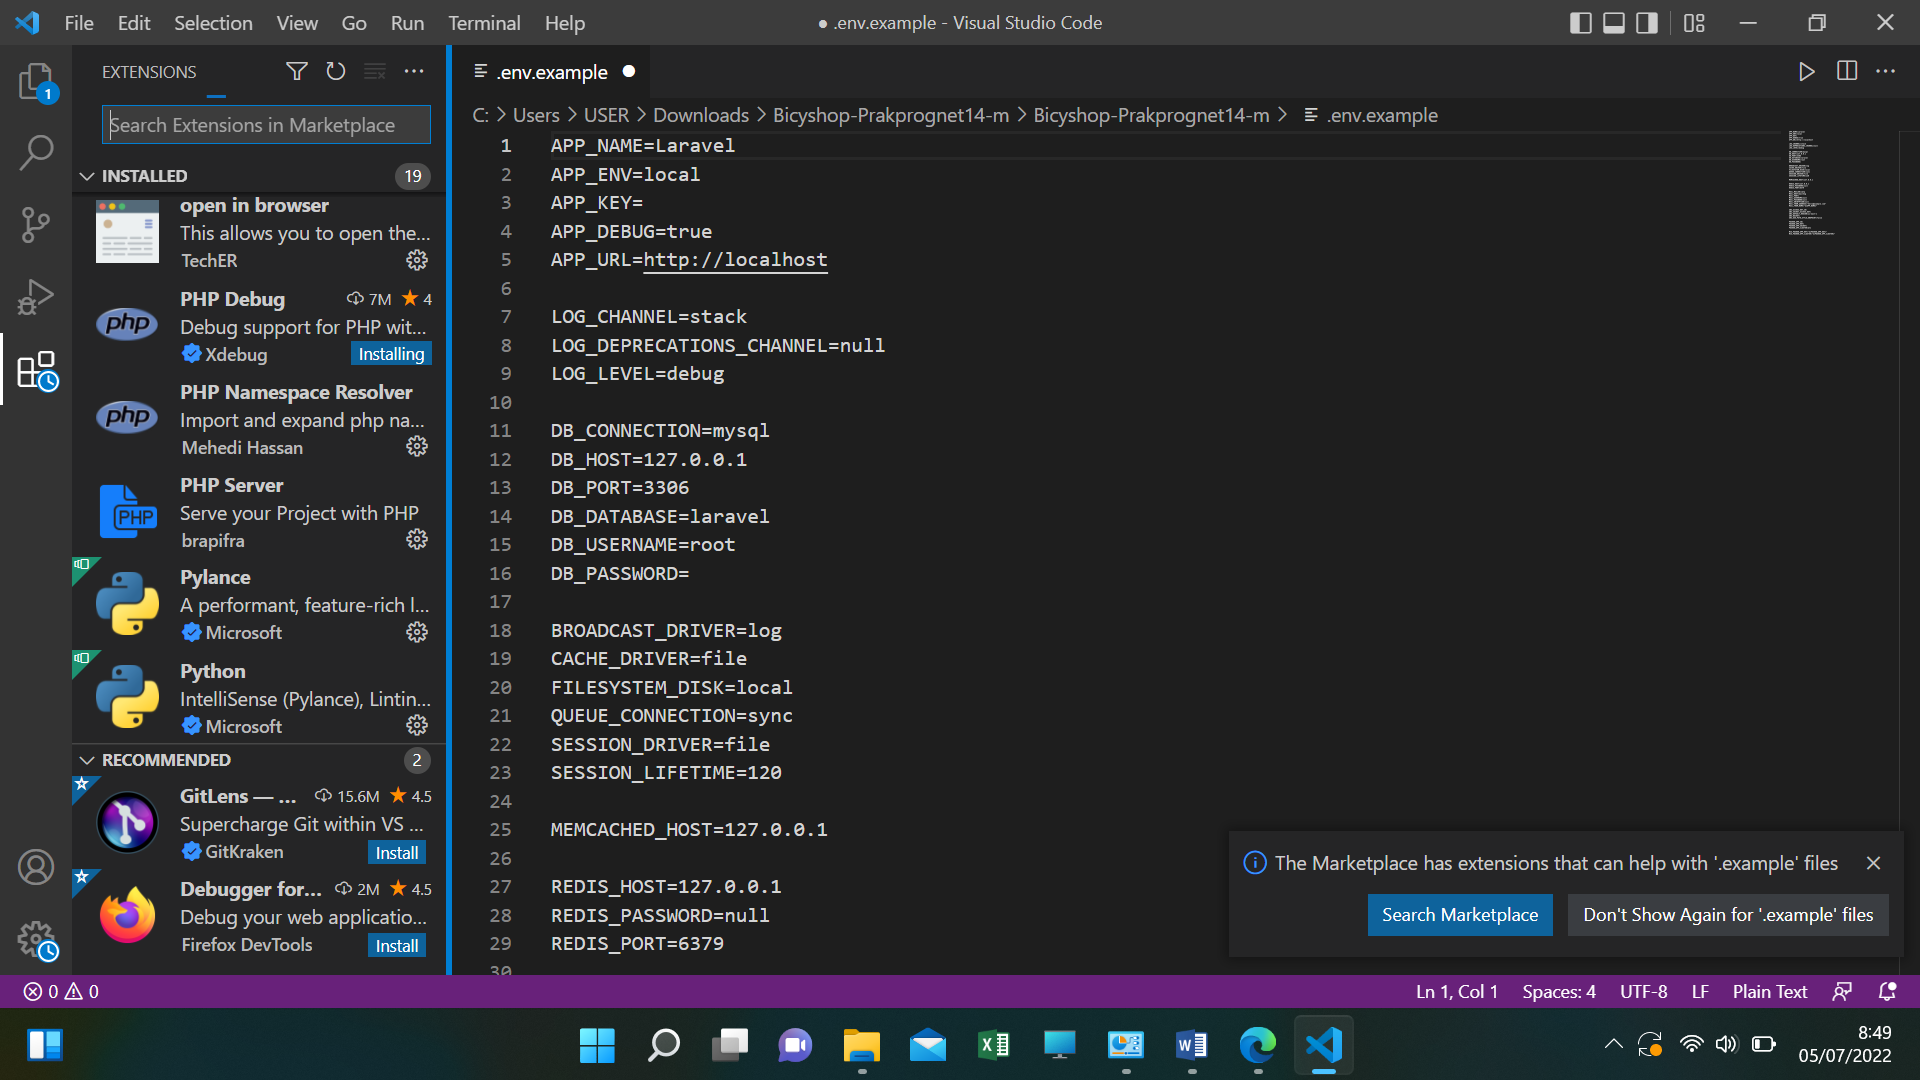 File Edit Selection View Go Run Terminal Help
● .env.example - Visual Studio Code
EXTENSIONS
Search Extensions in Marketplace
INSTALLED 19
open in browser
This allows you to open the...
TechER
PHP Debug 7M 4
Debug support for PHP wit...
Xdebug Installing
PHP Namespace Resolver
Import and expand php na...
Mehedi Hassan
PHP Server
Serve your Project with PHP
brapifra
Pylance
A performant, feature-rich l...
Microsoft
Python
IntelliSense (Pylance), Lintin...
Microsoft
RECOMMENDED 2
GitLens — ... 15.6M 4.5
Supercharge Git within VS ...
GitKraken Install
Debugger for... 2M 4.5
Debug your web applicatio...
Firefox DevTools Install
1
.env.example
C: > Users > USER > Downloads > Bicyshop-Prakprognet14-m > Bicyshop-Prakprognet14-m > .env.example
1 APP_NAME=Laravel
2 APP_ENV=local
3 APP_KEY=
4 APP_DEBUG=true
5 APP_URL=http://localhost
6
7 LOG_CHANNEL=stack
8 LOG_DEPRECATIONS_CHANNEL=null
9 LOG_LEVEL=debug
10
11 DB_CONNECTION=mysql
12 DB_HOST=127.0.0.1
13 DB_PORT=3306
14 DB_DATABASE=laravel
15 DB_USERNAME=root
16 DB_PASSWORD=
17
18 BROADCAST_DRIVER=log
19 CACHE_DRIVER=file
20 FILESYSTEM_DISK=local
21 QUEUE_CONNECTION=sync
22 SESSION_DRIVER=file
23 SESSION_LIFETIME=120
24
25 MEMCACHED_HOST=127.0.0.1
26
27 REDIS_HOST=127.0.0.1
28 REDIS_PASSWORD=null
29 REDIS_PORT=6379
30
The Marketplace has extensions that can help with '.example' files
Search Marketplace Don't Show Again for '.example' files
0 0 Ln 1, Col 1 Spaces: 4 UTF-8 LF Plain Text
8:49
05/07/2022